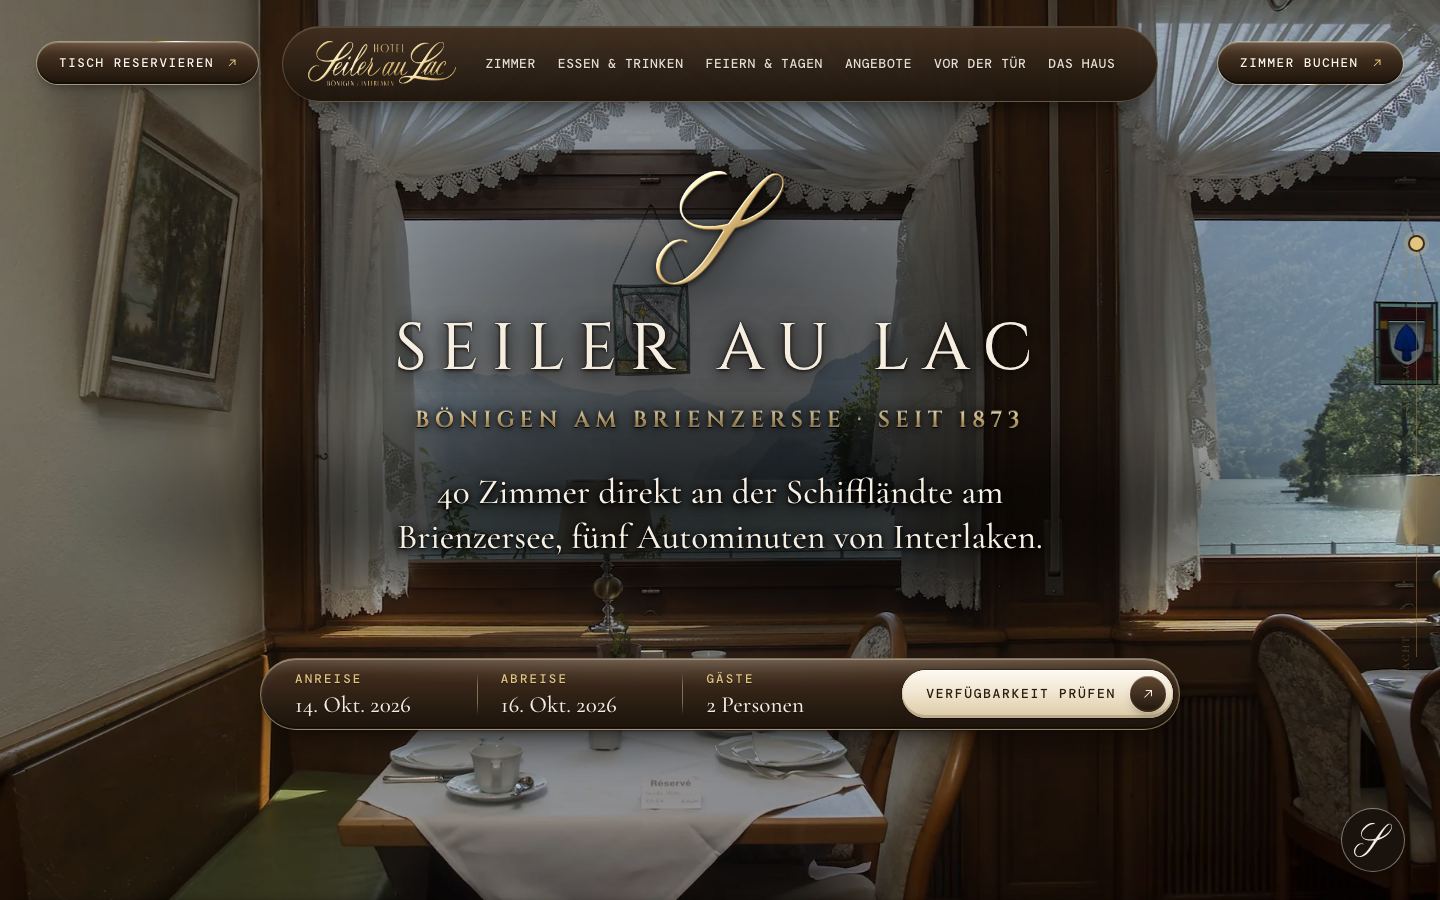 TISCH RESERVIEREN
HOTEL
Seiler au Lac
BÖNIGEN / INTERLAKEN
ZIMMER
ESSEN & TRINKEN
FEIERN & TAGEN
ANGEBOTE
VOR DER TÜR
DAS HAUS
ZIMMER BUCHEN
S
SEILER AU LAC
BÖNIGEN AM BRIENZERSEE · SEIT 1873
40 Zimmer direkt an der Schiffländte am
Brienzersee, fünf Autominuten von Interlaken.
ANREISE
14. Okt. 2026
ABREISE
16. Okt. 2026
GÄSTE
2 Personen
VERFÜGBARKEIT PRÜFEN
Réservé
S